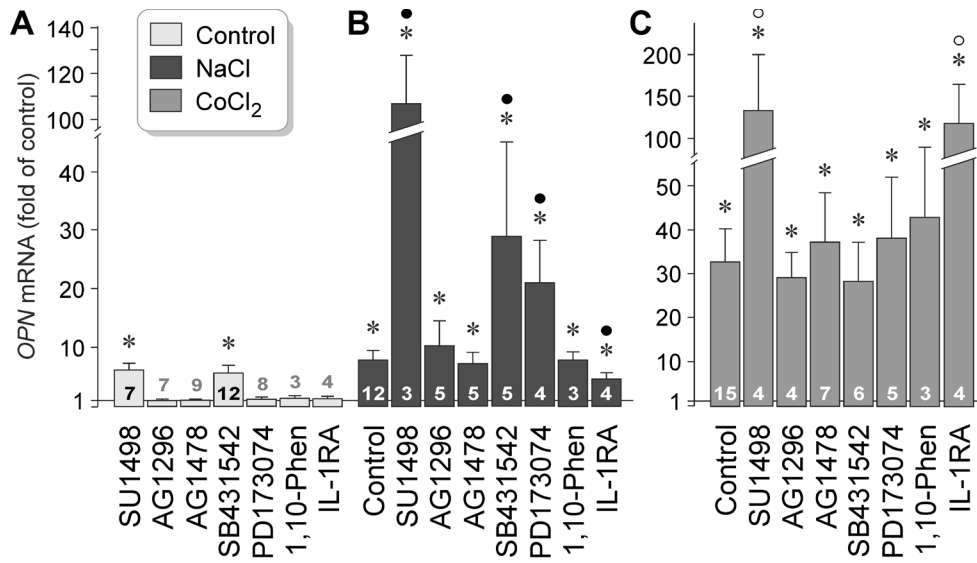 A
B
C
OPN mRNA (fold of control)
140
120
100
40
30
20
10
1
Control
NaCl
CoCl₂
*
7
7
9
*
12
8
3
4
SU1498
AG1296
AG1478
SB431542
PD173074
1,10-Phen
IL-1RA
*
12
*
3
*
5
*
5
*
5
*
4
*
3
*
4
Control
SU1498
AG1296
AG1478
SB431542
PD173074
1,10-Phen
IL-1RA
200
150
100
50
40
30
20
10
1
*
15
*
4
*
4
*
7
*
6
*
5
*
3
*
4
Control
SU1498
AG1296
AG1478
SB431542
PD173074
1,10-Phen
IL-1RA